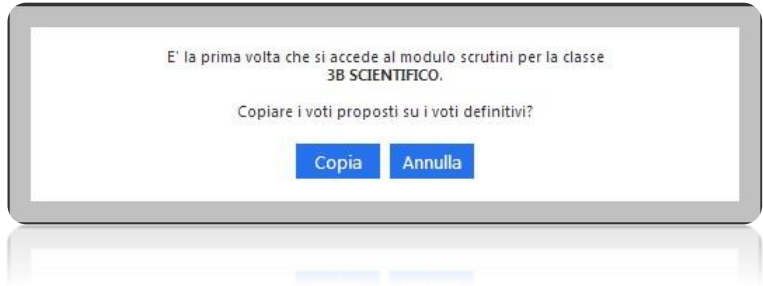 E' la prima volta che si accede al modulo scrutini per la classe
3B SCIENTIFICO.
Copiare i voti proposti su i voti definitivi?
Copia Annulla